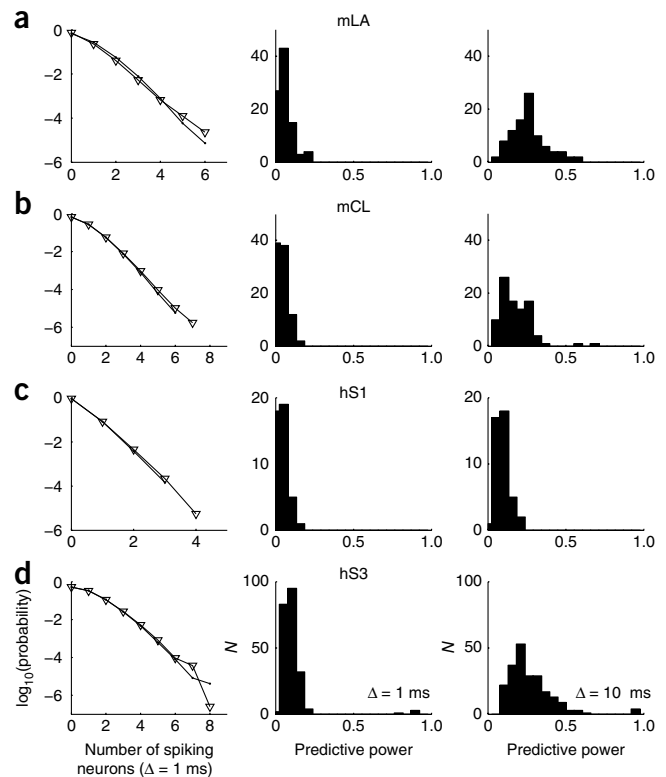 a
mLA
0
−2
−4
−6
0 2 4 6
40
20
0
0 0.5 1.0
40
20
0
0 0.5 1.0
b
mCL
0
−2
−4
−6
0 2 4 6 8
40
20
0
0 0.5 1.0
40
20
0
0 0.5 1.0
c
hS1
0
−2
−4
−6
0 2 4
20
10
0
0 0.5 1.0
20
10
0
0 0.5 1.0
d
hS3
log10(probability)
0
−2
−4
−6
0 2 4 6 8
Number of spiking
neurons (Δ = 1 ms)
N
100
50
0
Δ = 1 ms
0 0.5 1.0
Predictive power
N
100
50
0
Δ = 10 ms
0 0.5 1.0
Predictive power